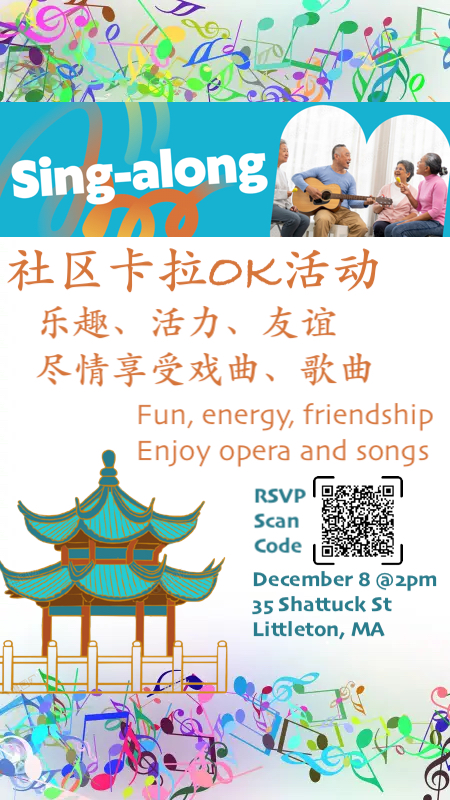 Sing-along
社区卡拉OK活动
乐趣、活力、友谊
尽情享受戏曲、歌曲
Fun, energy, friendship
Enjoy opera and songs
RSVP
Scan
Code
December 8 @2pm
35 Shattuck St
Littleton, MA